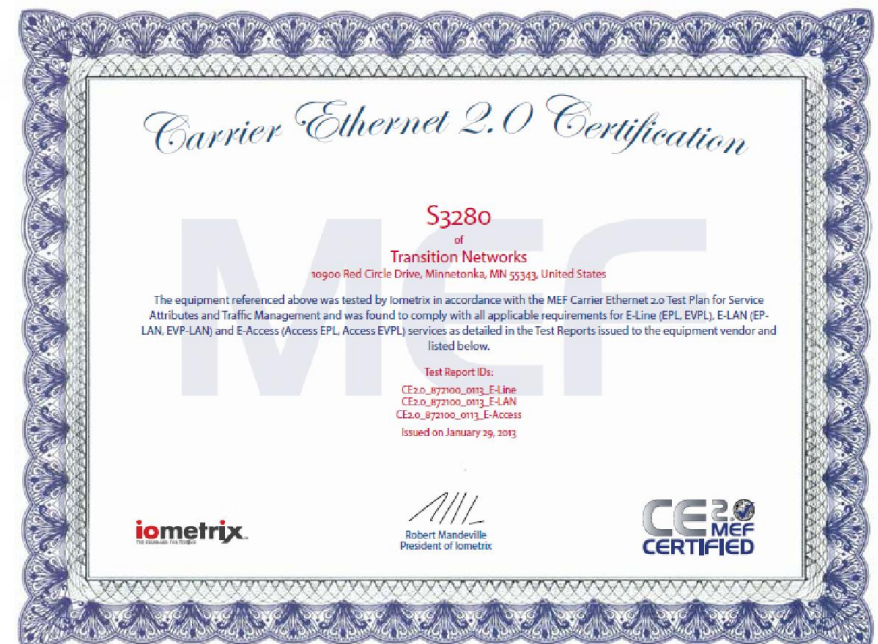 Carrier Ethernet 2.0 Certification
MEF
S3280
of
Transition Networks
10900 Red Circle Drive, Minnetonka, MN 55343, United States
The equipment referenced above was tested by Iometrix in accordance with the MEF Carrier Ethernet 2.0 Test Plan for Service
Attributes and Traffic Management and was found to comply with all applicable requirements for E-Line (EPL, EVPL), E-LAN (EP-
LAN, EVP-LAN) and E-Access (Access EPL, Access EVPL) services as detailed in the Test Reports issued to the equipment vendor and
listed below.
Test Report IDs:
CE2.0_872100_0113_E-Line
CE2.0_872100_0113_E-LAN
CE2.0_872100_0113_E-Access
Issued on January 29, 2013
iometrix
Robert Mandeville
President of Iometrix
CE 2.0
MEF
CERTIFIED